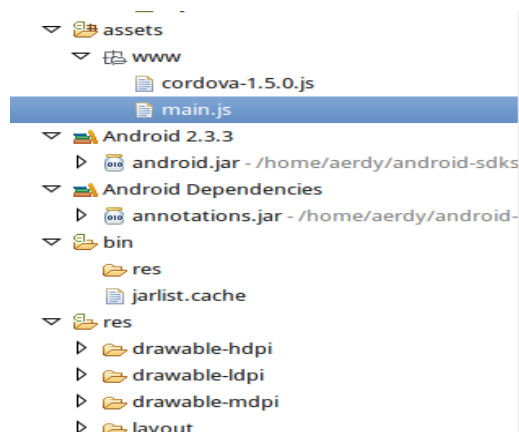 assets
www
cordova-1.5.0.js
main.js
Android 2.3.3
android.jar - /home/aerdy/android-sdks
Android Dependencies
annotations.jar - /home/aerdy/android-
bin
res
jarlist.cache
res
drawable-hdpi
drawable-ldpi
drawable-mdpi
layout